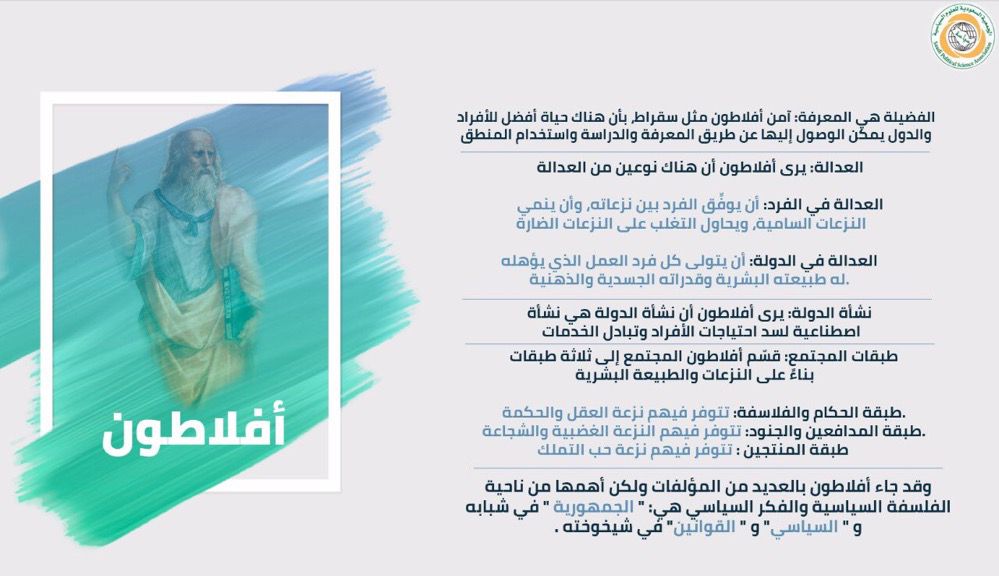 الجمعية السعودية للعلوم السياسية
Saudi Political Science Association
الفضيلة هي المعرفة: آمن أفلاطون مثل سقراط، بأن هناك حياة أفضل للأفراد
والدول يمكن الوصول إليها عن طريق المعرفة والدراسة واستخدام المنطق
العدالة: يرى أفلاطون أن هناك نوعين من العدالة
العدالة في الفرد: أن يوفِّق الفرد بين نزعاته، وأن ينمي
النزعات السامية، ويحاول التغلب على النزعات الضارة
العدالة في الدولة: أن يتولى كل فرد العمل الذي يؤهله
.له طبيعته البشرية وقدراته الجسدية والذهنية
نشأة الدولة: يرى أفلاطون أن نشأة الدولة هي نشأة
اصطناعية لسد احتياجات الأفراد وتبادل الخدمات
طبقات المجتمع: قسّم أفلاطون المجتمع إلى ثلاثة طبقات
بناءً على النزعات والطبيعة البشرية
.طبقة الحكام والفلاسفة: تتوفر فيهم نزعة العقل والحكمة
.طبقة المدافعين والجنود: تتوفر فيهم النزعة الغضبية والشجاعة
طبقة المنتجين : تتوفر فيهم نزعة حب التملك
وقد جاء أفلاطون بالعديد من المؤلفات ولكن أهمها من ناحية
الفلسفة السياسية والفكر السياسي هي: " الجمهورية " في شبابه
و " السياسي" و " القوانين" في شيخوخته .
أفلاطون